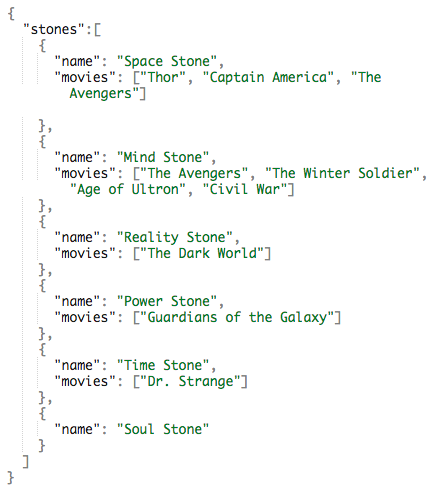 {
"stones":[
{
"name": "Space Stone",
"movies": ["Thor", "Captain America", "The
Avengers"]
},
{
"name": "Mind Stone",
"movies": ["The Avengers", "The Winter Soldier",
"Age of Ultron", "Civil War"]
},
{
"name": "Reality Stone",
"movies": ["The Dark World"]
},
{
"name": "Power Stone",
"movies": ["Guardians of the Galaxy"]
},
{
"name": "Time Stone",
"movies": ["Dr. Strange"]
},
{
"name": "Soul Stone"
}
]
}